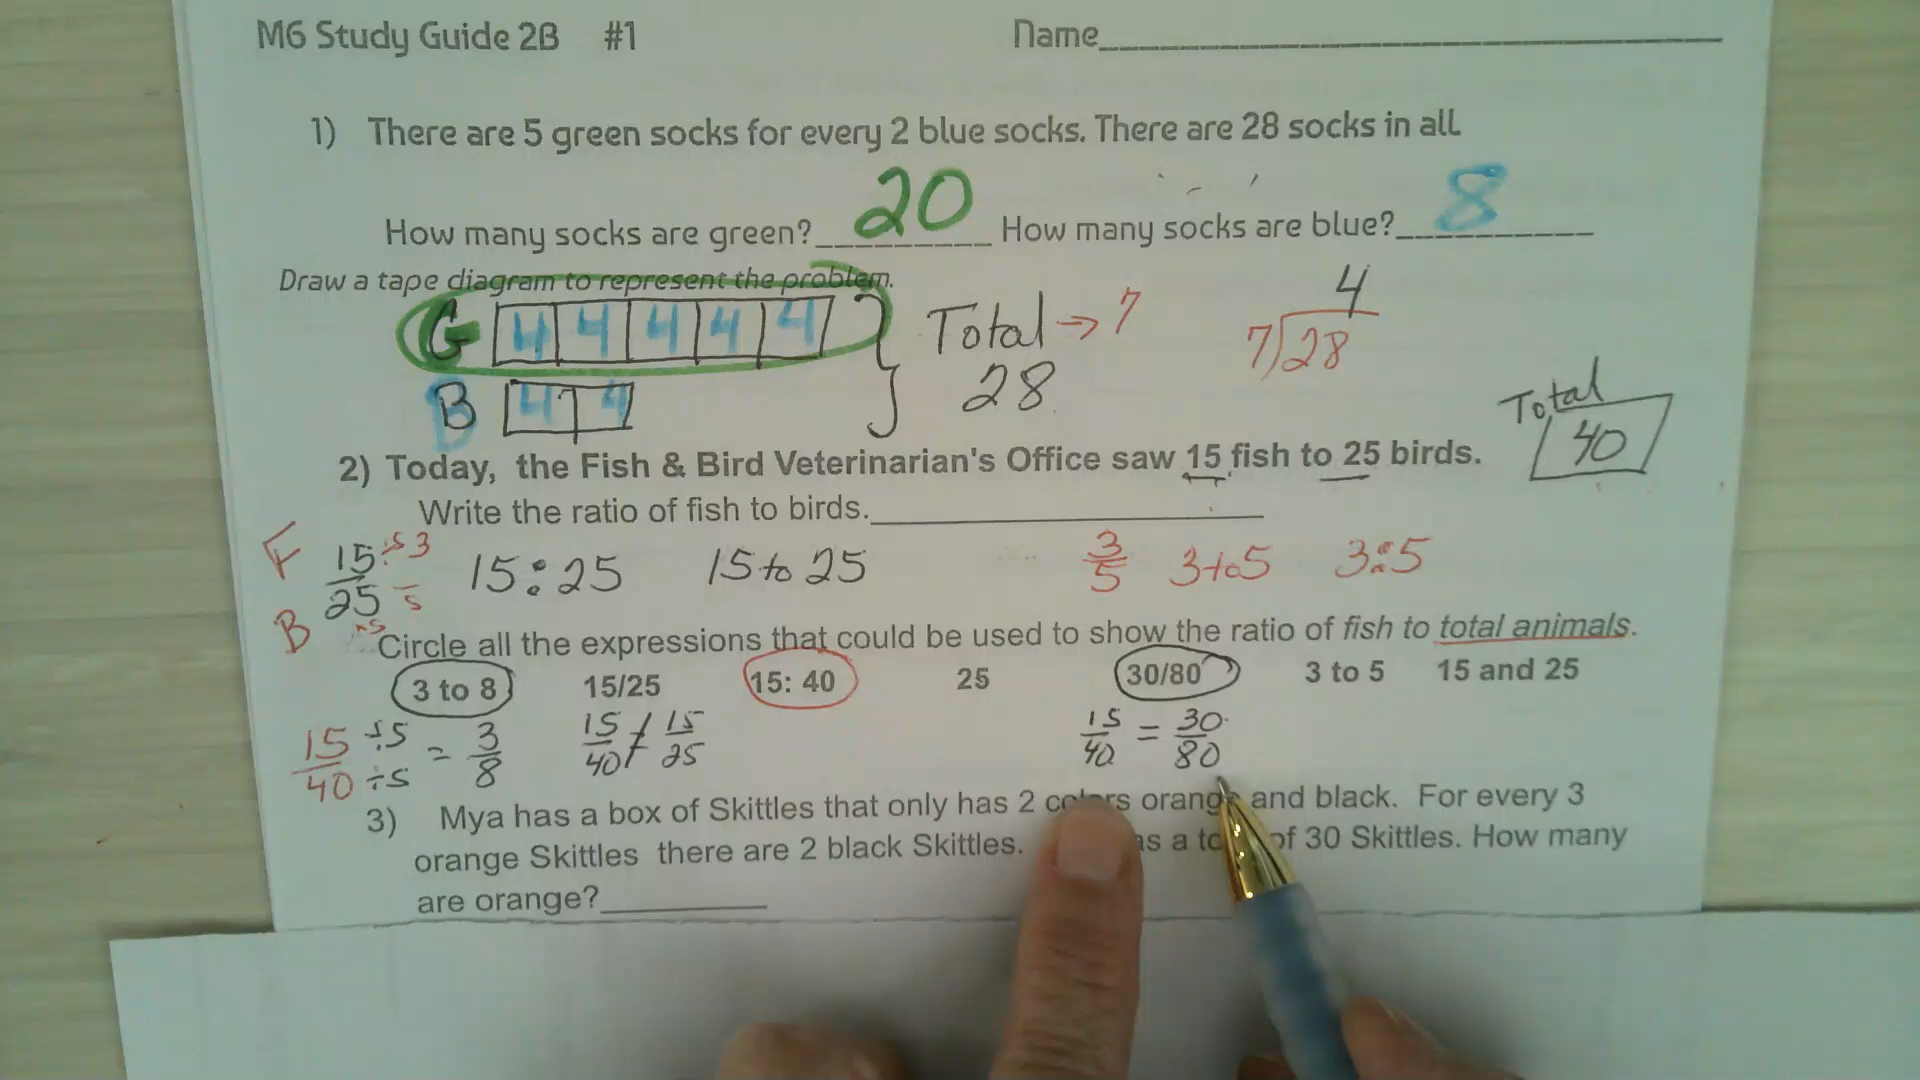 M6 Study Guide 2B #1 Name
1) There are 5 green socks for every 2 blue socks. There are 28 socks in all.
How many socks are green? 20 How many socks are blue? 8
Draw a tape diagram to represent the problem.
G 4 4 4 4 4 Total → 7
B 4 4 28
4
7)28
Total
40
2) Today, the Fish & Bird Veterinarian's Office saw 15 fish to 25 birds.
Write the ratio of fish to birds.
F 15 ÷5 3
B 25 ÷5 5
15:25 15 to 25 3/5 3 to 5 3:5
Circle all the expressions that could be used to show the ratio of fish to total animals.
3 to 8 15/25 15: 40 25 30/80 3 to 5 15 and 25
15 ÷5 = 3 15 ≠ 15 15 = 30
40 ÷5 8 40 25 40 80
3) Mya has a box of Skittles that only has 2 colors orange and black. For every 3
orange Skittles there are 2 black Skittles. of 30 Skittles. How many
are orange?